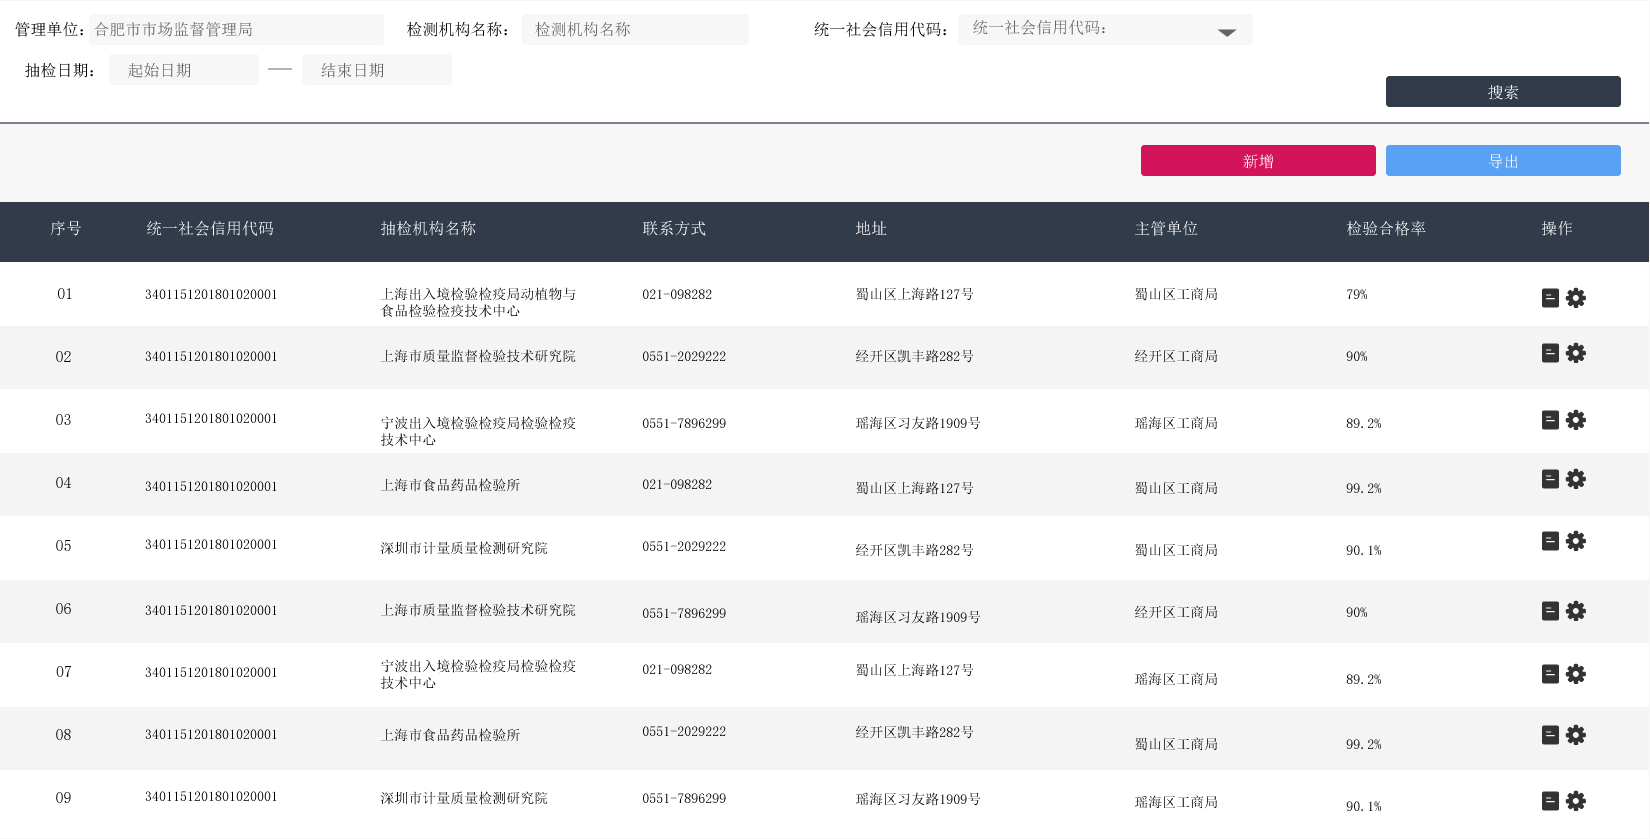 管理单位: 合肥市市场监督管理局 检测机构名称: 检测机构名称 统一社会信用代码: 统一社会信用代码:
抽检日期: 起始日期 — 结束日期
搜索
新增 导出
序号 统一社会信用代码 抽检机构名称 联系方式 地址 主管单位 检验合格率 操作
01 3401151201801020001 上海出入境检验检疫局动植物与 021-098282 蜀山区上海路127号 蜀山区工商局 79%
食品检验检疫技术中心
02 3401151201801020001 上海市质量监督检验技术研究院 0551-2029222 经开区凯丰路282号 经开区工商局 90%
03 3401151201801020001 宁波出入境检验检疫局检验检疫 0551-7896299 瑶海区习友路1909号 瑶海区工商局 89.2%
技术中心
04 3401151201801020001 上海市食品药品检验所 021-098282 蜀山区上海路127号 蜀山区工商局 99.2%
05 3401151201801020001 深圳市计量质量检测研究院 0551-2029222 经开区凯丰路282号 蜀山区工商局 90.1%
06 3401151201801020001 上海市质量监督检验技术研究院 0551-7896299 瑶海区习友路1909号 经开区工商局 90%
07 3401151201801020001 宁波出入境检验检疫局检验检疫 021-098282 蜀山区上海路127号 瑶海区工商局 89.2%
技术中心
08 3401151201801020001 上海市食品药品检验所 0551-2029222 经开区凯丰路282号 蜀山区工商局 99.2%
09 3401151201801020001 深圳市计量质量检测研究院 0551-7896299 瑶海区习友路1909号 瑶海区工商局 90.1%